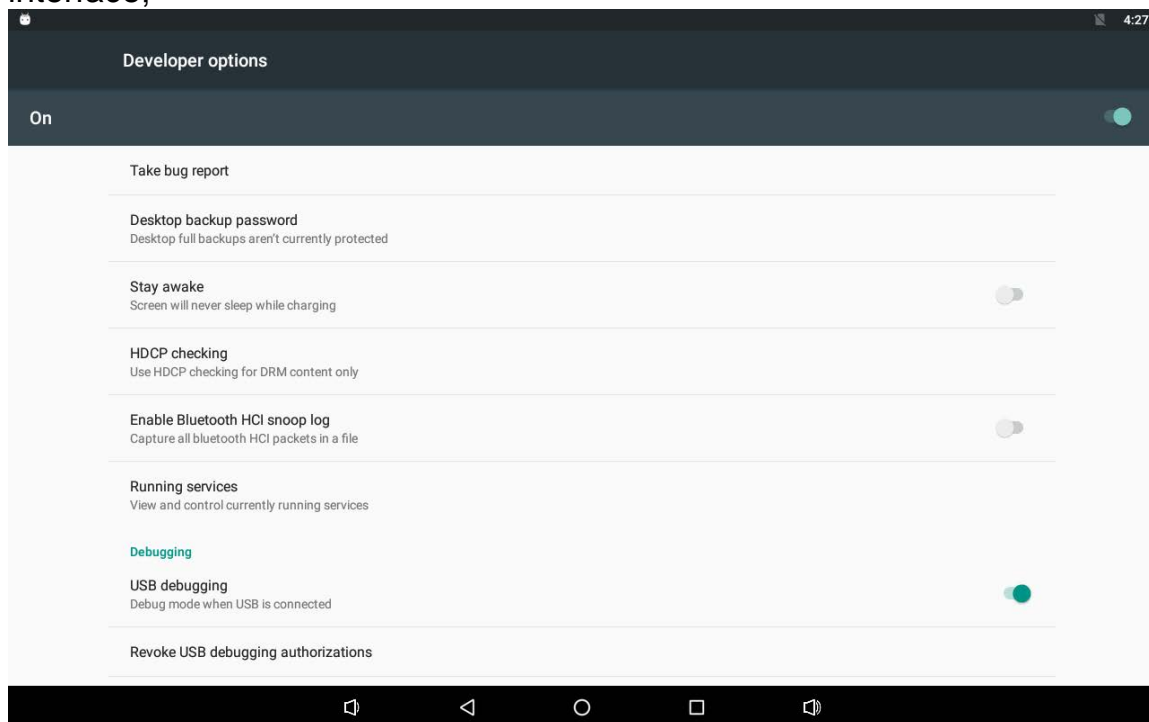 interface,
4:27
Developer options
On
Take bug report
Desktop backup password
Desktop full backups aren't currently protected
Stay awake
Screen will never sleep while charging
HDCP checking
Use HDCP checking for DRM content only
Enable Bluetooth HCI snoop log
Capture all bluetooth HCI packets in a file
Running services
View and control currently running services
Debugging
USB debugging
Debug mode when USB is connected
Revoke USB debugging authorizations